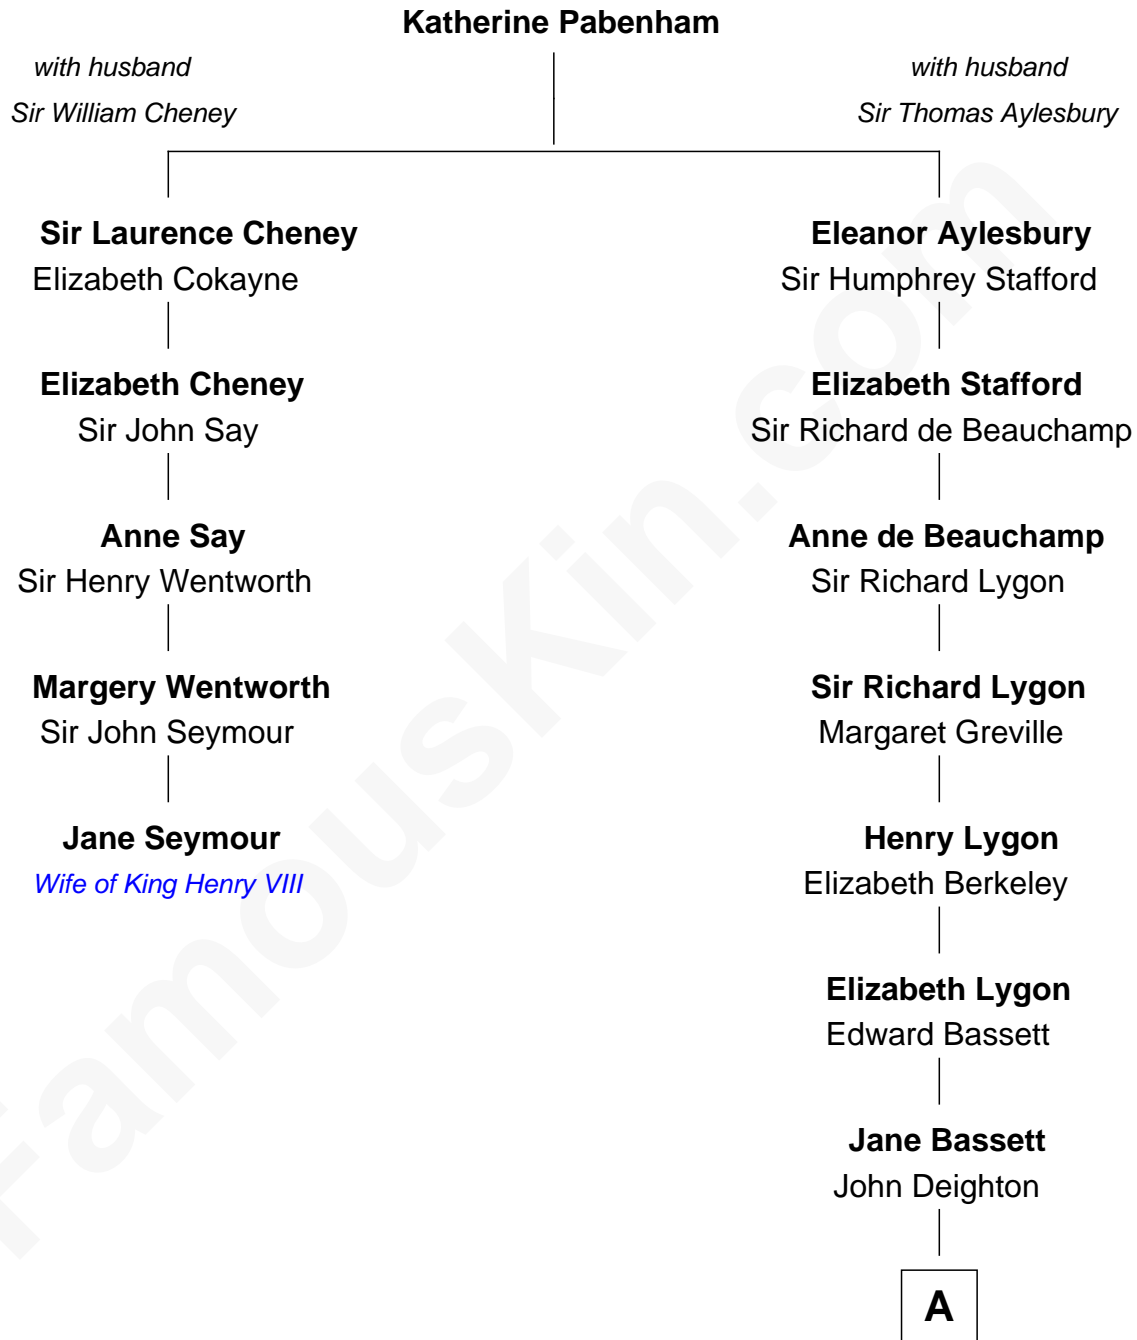 Katherine Pabenham
with husband
Sir William Cheney
with husband
Sir Thomas Aylesbury
Sir Laurence Cheney
Elizabeth Cokayne
Eleanor Aylesbury
Sir Humphrey Stafford
Elizabeth Cheney
Sir John Say
Elizabeth Stafford
Sir Richard de Beauchamp
Anne Say
Sir Henry Wentworth
Anne de Beauchamp
Sir Richard Lygon
Margery Wentworth
Sir John Seymour
Sir Richard Lygon
Margaret Greville
Jane Seymour
Wife of King Henry VIII
Henry Lygon
Elizabeth Berkeley
Elizabeth Lygon
Edward Bassett
Jane Bassett
John Deighton
A
FamousKin.com